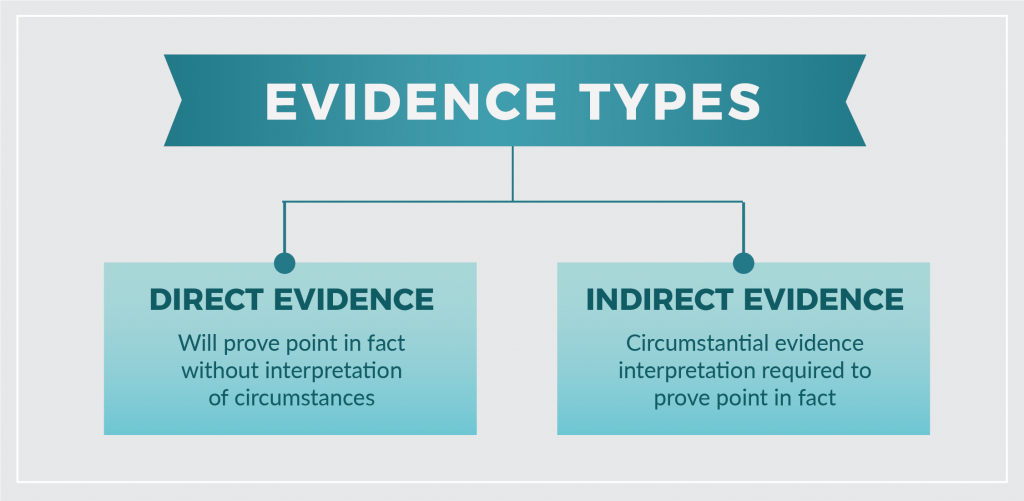 EVIDENCE TYPES
DIRECT EVIDENCE
Will prove point in fact
without interpretation
of circumstances
INDIRECT EVIDENCE
Circumstantial evidence
interpretation required to
prove point in fact